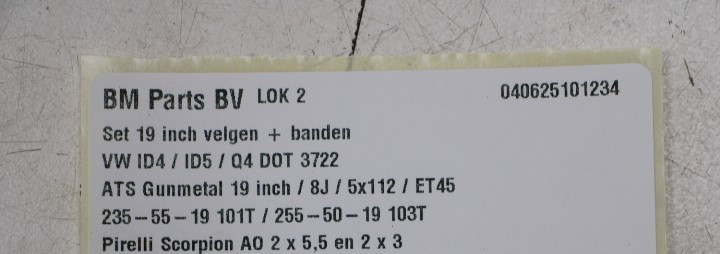 BM Parts BV LOK 2 040625101234
Set 19 inch velgen + banden
VW ID4 / ID5 / Q4 DOT 3722
ATS Gunmetal 19 inch / 8J / 5x112 / ET45
235-55-19 101T / 255-50-19 103T
Pirelli Scorpion AO 2 x 5,5 en 2 x 3